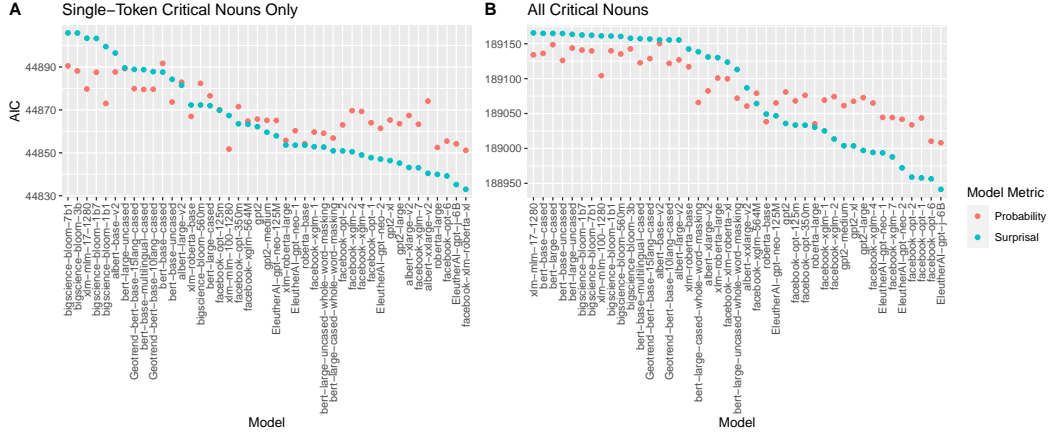 A
Single-Token Critical Nouns Only
B
All Critical Nouns
AIC
44890
44870
44850
44830
189150
189100
189050
189000
188950
bigscience-bloom-7b1
bigscience-bloom-3b
xlm-mlm-17-1280
bigscience-bloom-1b7
bigscience-bloom-1b1
albert-base-v2
bert-large-uncased
Geotrend-bert-base-15lang-cased
bert-base-multilingual-cased
Geotrend-bert-base-10lang-cased
bert-base-cased
bert-base-uncased
albert-large-v2
xlm-roberta-base
bigscience-bloom-560m
bert-large-cased
facebook-opt-125m
xlm-mlm-100-1280
facebook-opt-350m
facebook-xglm-564M
gpt2
gpt2-medium
EleutherAI-gpt-neo-125M
xlm-roberta-large
EleutherAI-gpt-neo-1
roberta-base
facebook-xglm-1
bert-large-uncased-whole-word-masking
bert-large-cased-whole-word-masking
facebook-opt-2
facebook-xglm-2
facebook-xglm-4
facebook-opt-1
EleutherAI-gpt-neo-2
gpt2-xl
gpt2-large
albert-xlarge-v2
facebook-xglm-7
albert-xxlarge-v2
roberta-large
facebook-opt-6
EleutherAI-gpt-j-6B
facebook-xlm-roberta-xl
Model
xlm-mlm-17-1280
bert-base-cased
bert-large-cased
bert-base-uncased
bert-large-uncased
bigscience-bloom-1b7
bigscience-bloom-1b1
xlm-mlm-100-1280
bigscience-bloom-7b1
bigscience-bloom-560m
bigscience-bloom-3b
bert-base-multilingual-cased
Geotrend-bert-base-15lang-cased
albert-base-v2
Geotrend-bert-base-10lang-cased
albert-large-v2
xlm-roberta-base
bert-large-cased-whole-word-masking
albert-xlarge-v2
xlm-roberta-large
facebook-xlm-roberta-xl
bert-large-uncased-whole-word-masking
albert-xxlarge-v2
facebook-xglm-564M
roberta-base
EleutherAI-gpt-neo-125M
gpt2
facebook-opt-125m
facebook-opt-350m
roberta-large
facebook-xglm-1
facebook-xglm-2
gpt2-medium
gpt2-xl
gpt2-large
facebook-xglm-4
EleutherAI-gpt-neo-1
facebook-xglm-7
EleutherAI-gpt-neo-2
facebook-opt-1
facebook-opt-2
facebook-opt-6
EleutherAI-gpt-j-6B
Model
Model Metric
Probability
Surprisal